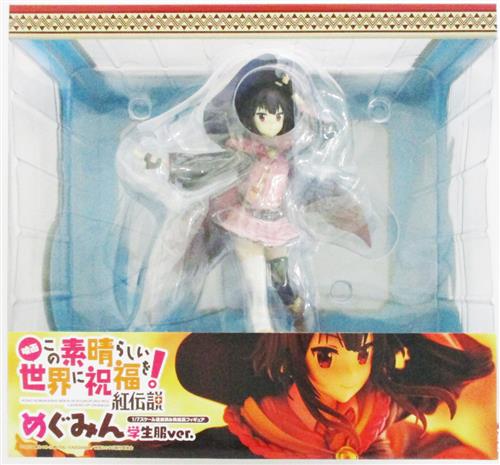 映画
この素晴らしい
世界に祝福を!
紅伝説
1/7スケール塗装済み完成品フィギュア
めぐみん 学生服ver.